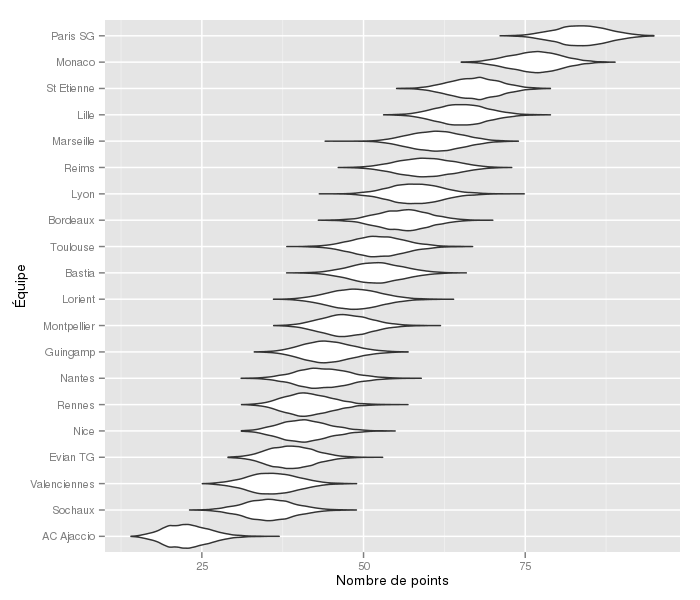 Paris SG
Monaco
St Etienne
Lille
Marseille
Reims
Lyon
Bordeaux
Toulouse
Bastia
Lorient
Montpellier
Guingamp
Nantes
Rennes
Nice
Evian TG
Valenciennes
Sochaux
AC Ajaccio
Équipe
25 50 75
Nombre de points